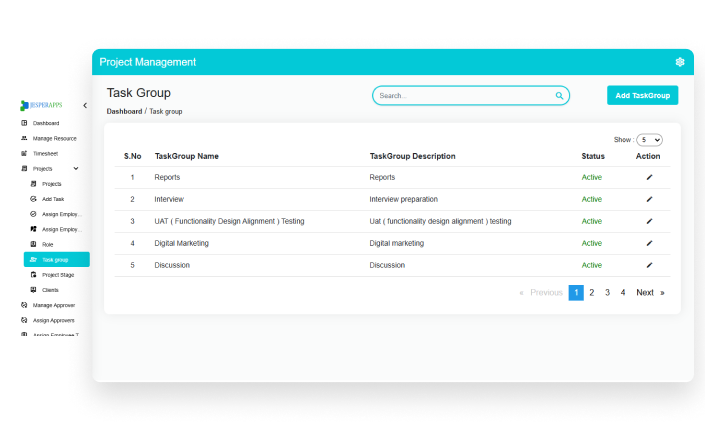 Project Management
JESPERAPPS
Dashboard
Manage Resource
Timesheet
Projects
Projects
Add Task
Assign Employ...
Assign Employ...
Role
Task group
Project Stage
Clients
Manage Approver
Assign Approvers
Assign Employee T
Task Group
Search...
Add TaskGroup
Dashboard / Task group
Show : 5
S.No TaskGroup Name TaskGroup Description Status Action
1 Reports Reports Active
2 Interview Interview preparation Active
3 UAT ( Functionality Design Alignment ) Testing Uat ( functionality design alignment ) testing Active
4 Digital Marketing Digital marketing Active
5 Discussion Discussion Active
« Previous 1 2 3 4 Next »